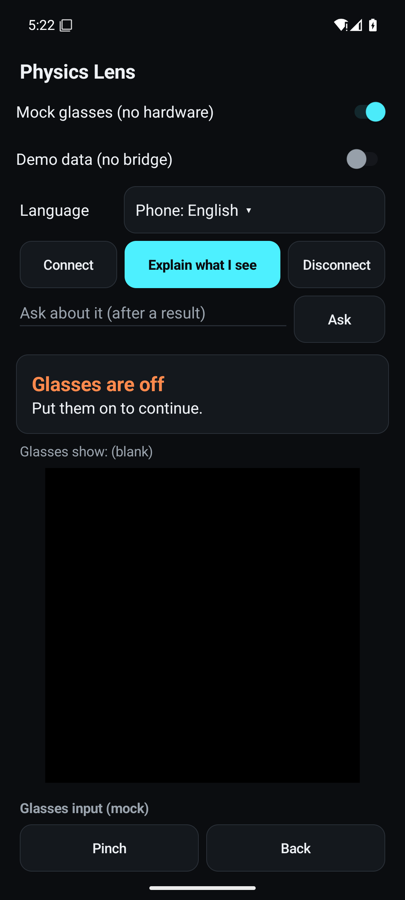 5:22
Physics Lens
Mock glasses (no hardware)
Demo data (no bridge)
Language
Phone: English
Connect
Explain what I see
Disconnect
Ask about it (after a result)
Ask
Glasses are off
Put them on to continue.
Glasses show: (blank)
Glasses input (mock)
Pinch
Back